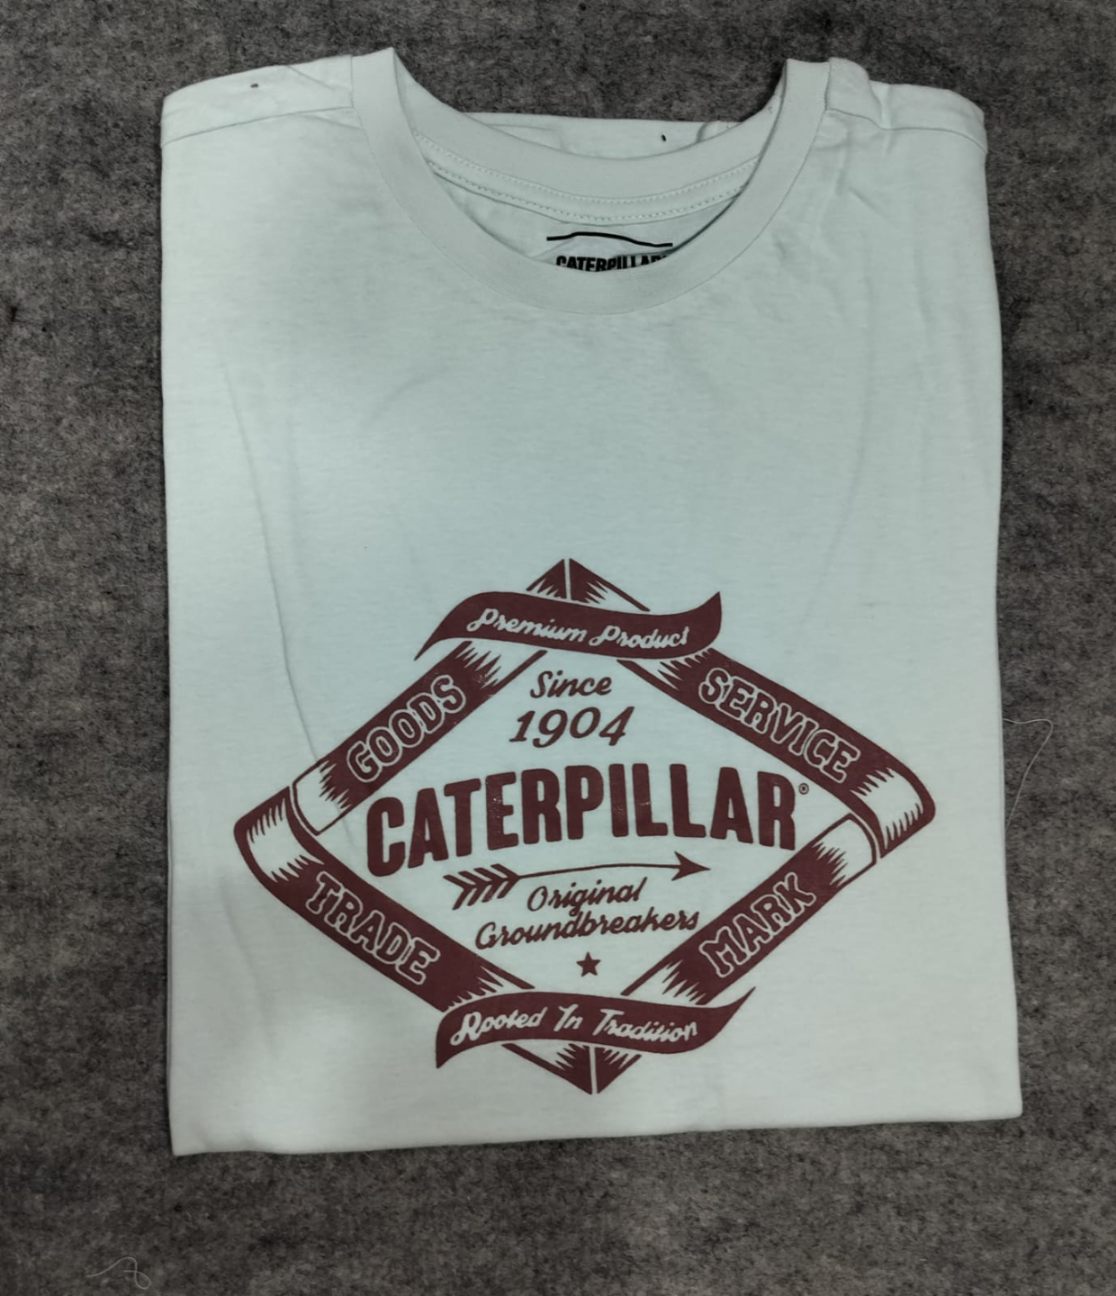 CATERPILLAR
Premium Product
GOODS
SERVICE
Since
1904
CATERPILLAR®
Original
Groundbreakers
TRADE
MARK
Rooted In Tradition